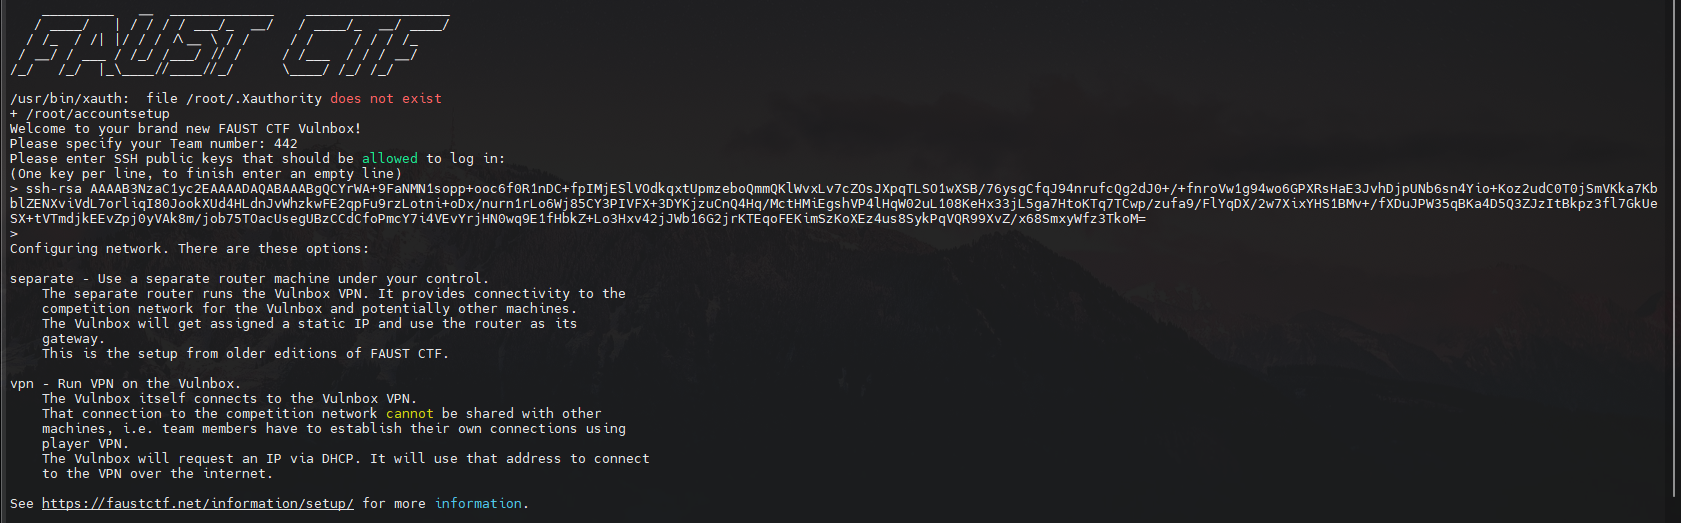 FAUST CTF
/usr/bin/xauth:  file /root/.Xauthority does not exist
+ /root/accountsetup
Welcome to your brand new FAUST CTF Vulnbox!
Please specify your Team number: 442
Please enter SSH public keys that should be allowed to log in:
(One key per line, to finish enter an empty line)
> ssh-rsa AAAAB3NzaC1yc2EAAAADAQABAAABgQCYrWA+9FaNMN1sopp+ooc6f0R1nDC+fpIMjESlVOdkqxtUpmzeboQmmQKlWvxLv7cZOsJXpqTLSO1wXSB/76ysgCfqJ94nrufcQg2dJ0+/+fnroVw1g94wo6GPXRsHaE3JvhDjpUNb6sn4Yio+Koz2udC0T0jSmVKka7Kb
blZENXviVdL7orliqI80JookXUd4HLdnJvWhzkwFE2qpFu9rzLotni+oDx/nurn1rLo6Wj85CY3PIVFX+3DYKjzuCnQ4Hq/MctHMiEgshVP4lHqW02uL108KeHx33jL5ga7HtoKTq7TCwp/zufa9/FlYqDX/2w7XixYHS1BMv+/fXDuJPW35qBKa4D5Q3ZJzItBkpz3fl7GkUe
SX+tVTmdjkEEvZpj0yVAk8m/job75TOacUsegUBzCCdCfoPmcY7i4VEvYrjHN0wq9E1fHbkZ+Lo3Hxv42jJWb16G2jrKTEqoFEKimSzKoXEz4us8SykPqVQR99XvZ/x68SmxyWfz3TkoM=
>
Configuring network. There are these options:
separate - Use a separate router machine under your control.
The separate router runs the Vulnbox VPN. It provides connectivity to the
competition network for the Vulnbox and potentially other machines.
The Vulnbox will get assigned a static IP and use the router as its
gateway.
This is the setup from older editions of FAUST CTF.
vpn - Run VPN on the Vulnbox.
The Vulnbox itself connects to the Vulnbox VPN.
That connection to the competition network cannot be shared with other
machines, i.e. team members have to establish their own connections using
player VPN.
The Vulnbox will request an IP via DHCP. It will use that address to connect
to the VPN over the internet.
See https://faustctf.net/information/setup/ for more information.